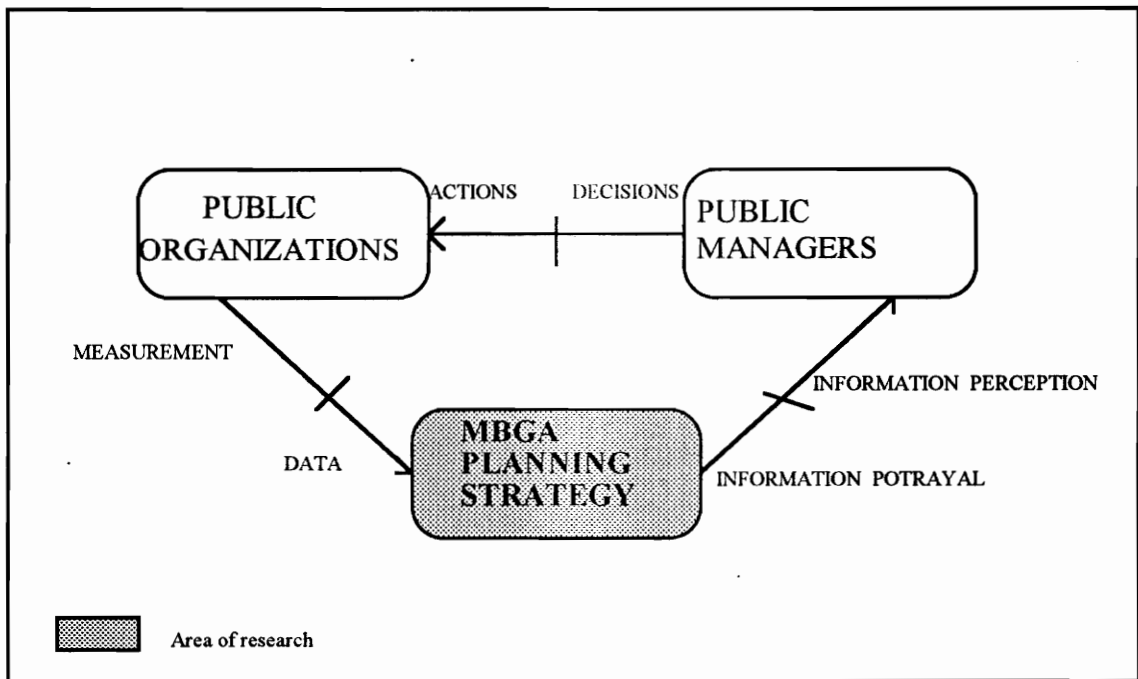 ACTIONS DECISIONS
PUBLIC
ORGANIZATIONS
PUBLIC
MANAGERS
MEASUREMENT
INFORMATION PERCEPTION
DATA
MBGA
PLANNING
STRATEGY
INFORMATION POTRAYAL
Area of research